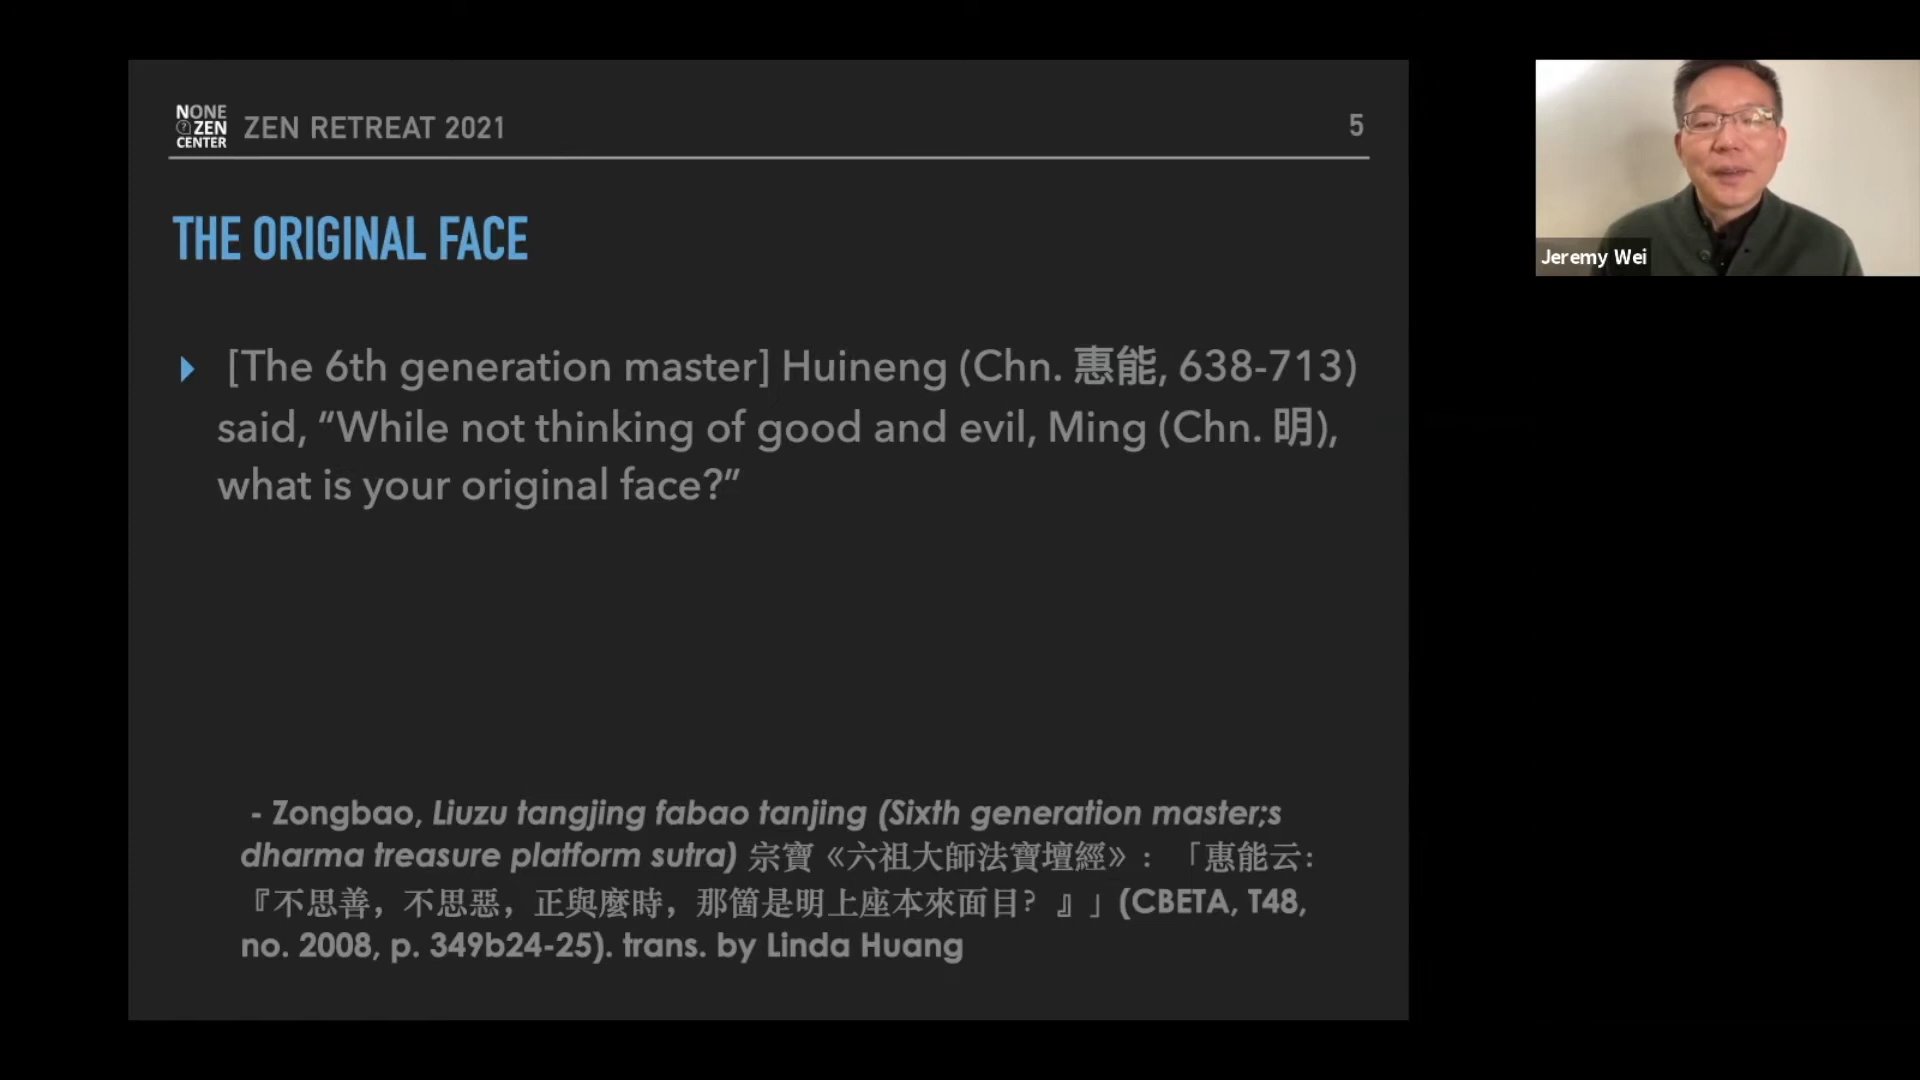 NONE
ZEN
CENTER
ZEN RETREAT 2021
5
THE ORIGINAL FACE
[The 6th generation master] Huineng (Chn. 惠能, 638-713)
said, “While not thinking of good and evil, Ming (Chn. 明),
what is your original face?”
- Zongbao, Liuzu tangjing fabao tanjing (Sixth generation master;s
dharma treasure platform sutra) 宗寶《六祖大師法寶壇經》：「惠能云：
『不思善，不思惡，正與麼時，那箇是明上座本來面目？』」(CBETA, T48,
no. 2008, p. 349b24-25). trans. by Linda Huang
Jeremy Wei